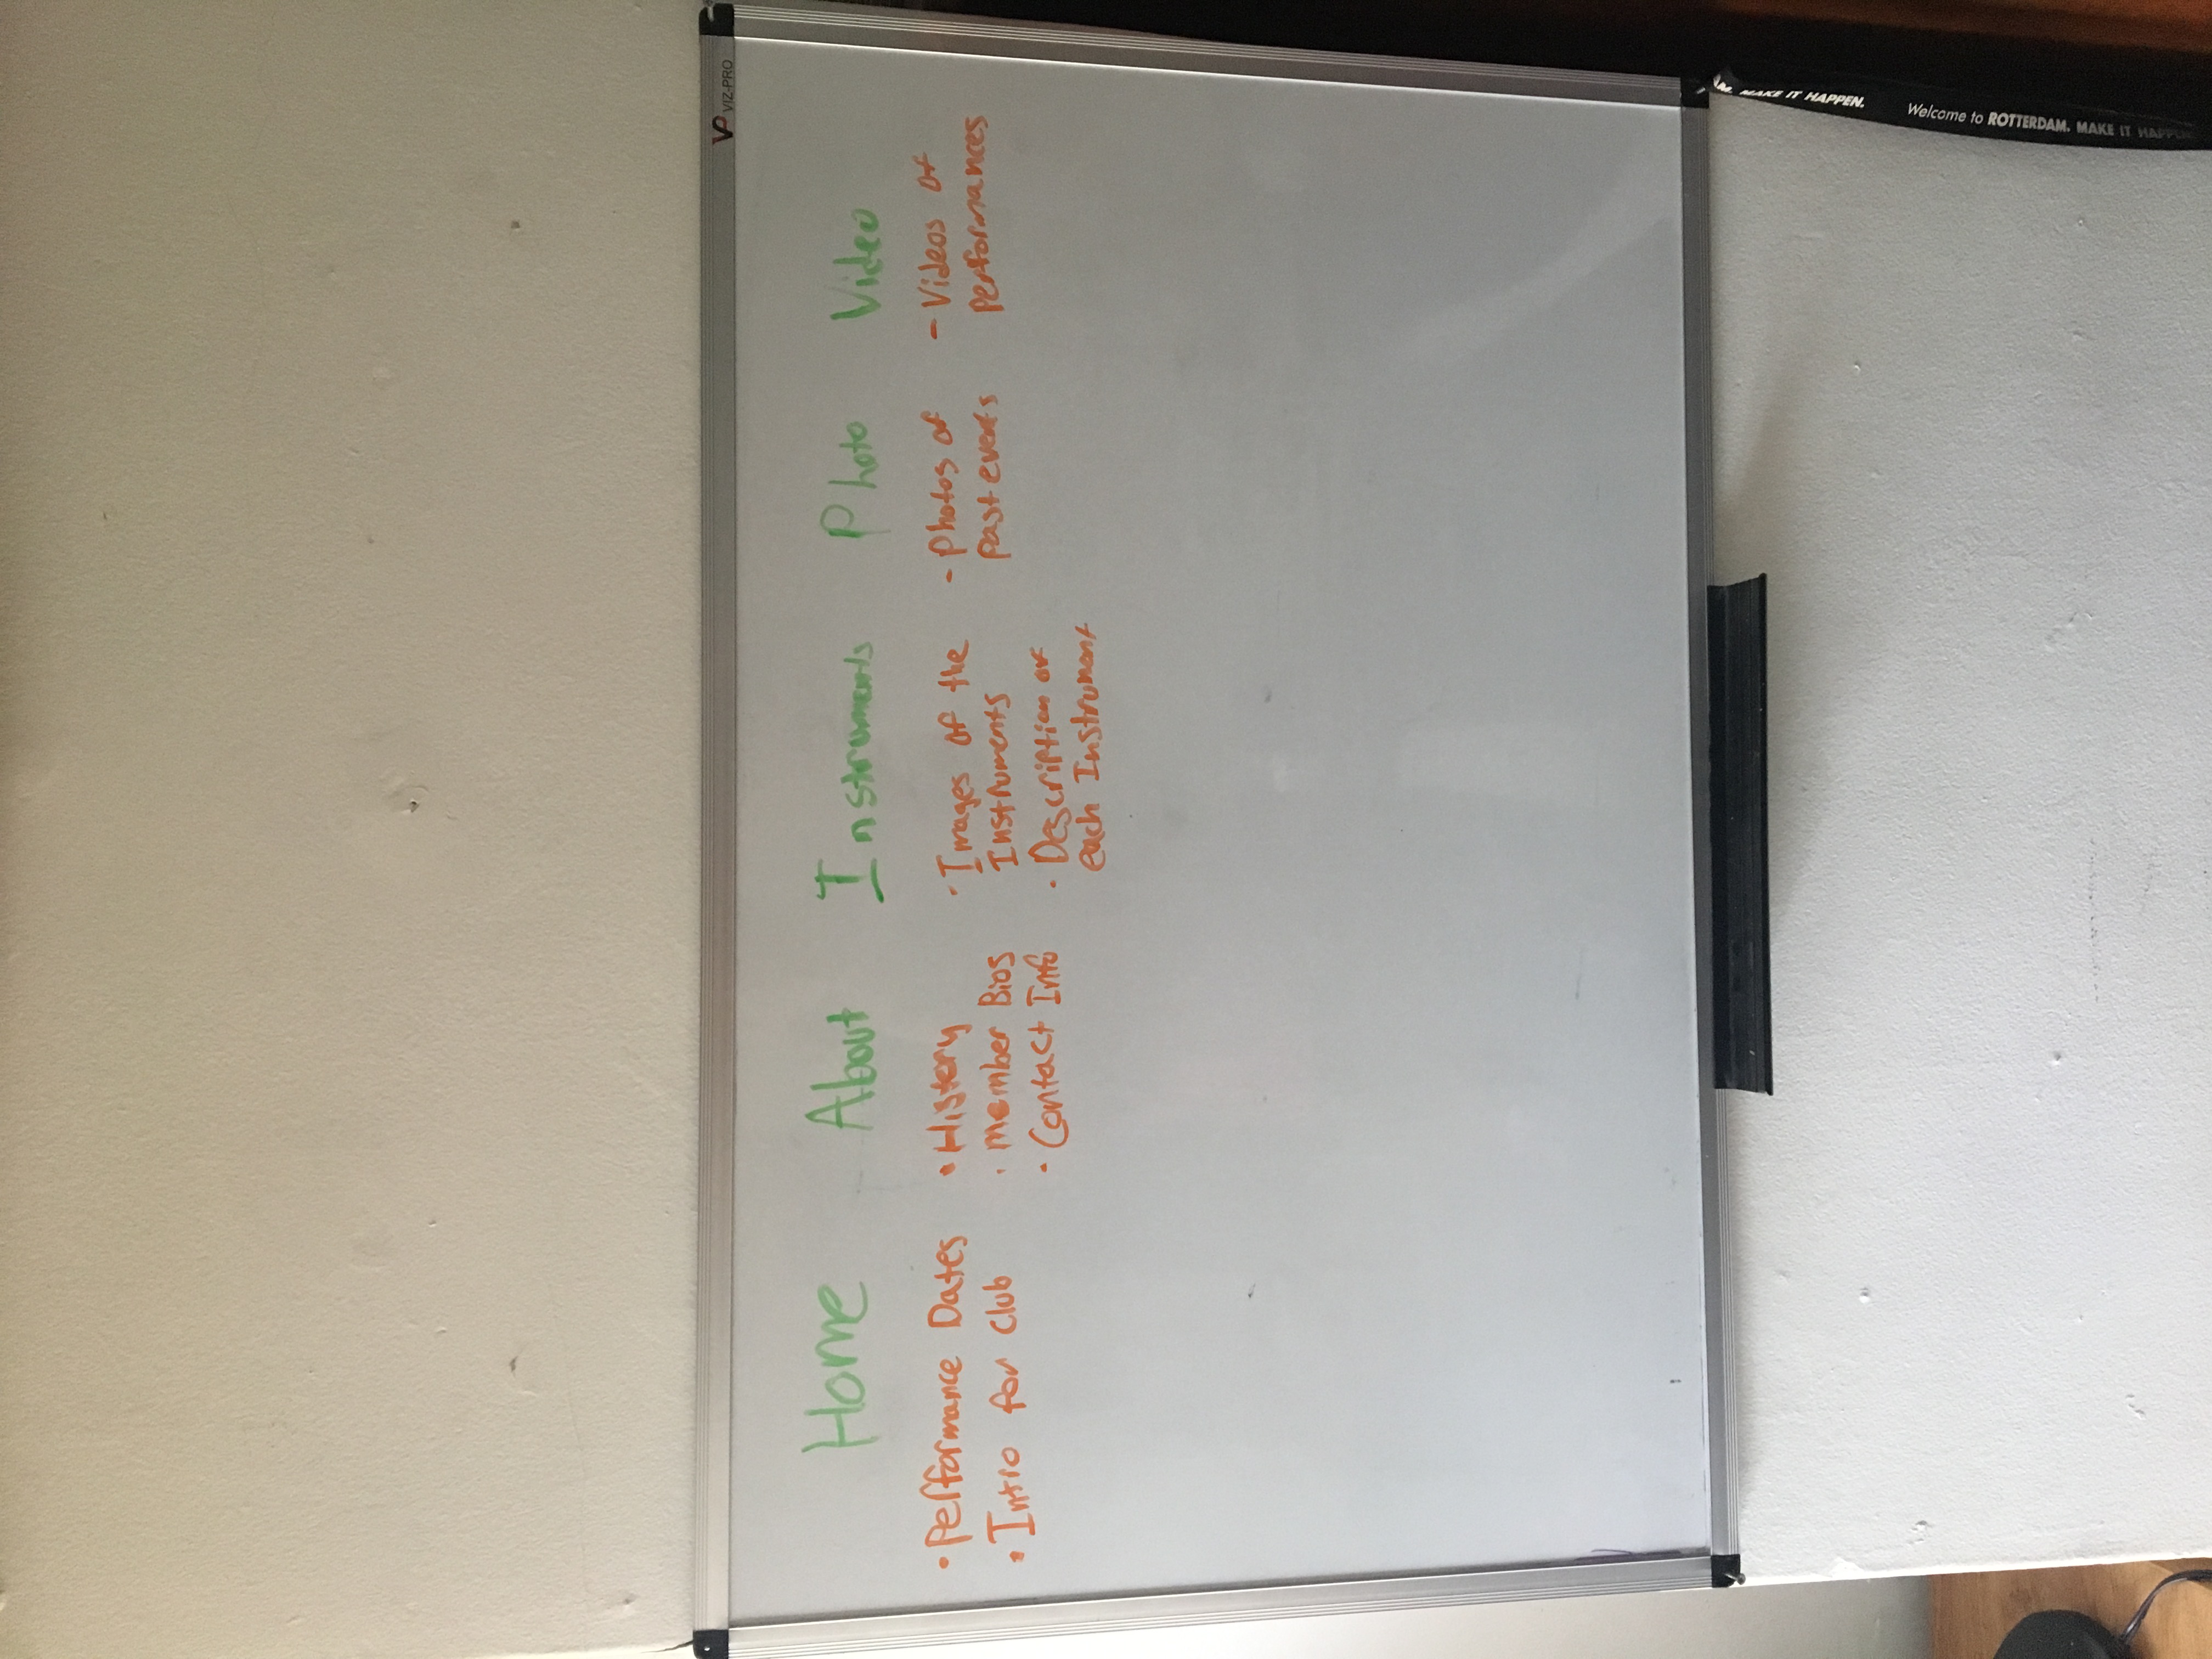 VP VIZ-PRO
Home
• Performance Dates
• Intro for Club
About
• History
• Member Bios
• Contact Info
Instruments
• Images of the
Instruments
• Description of
each Instrument
Photo
- Photos of
past events
Video
- Videos of
performances
MAKE IT HAPPEN.
Welcome to ROTTERDAM. MAKE IT HAPPEN